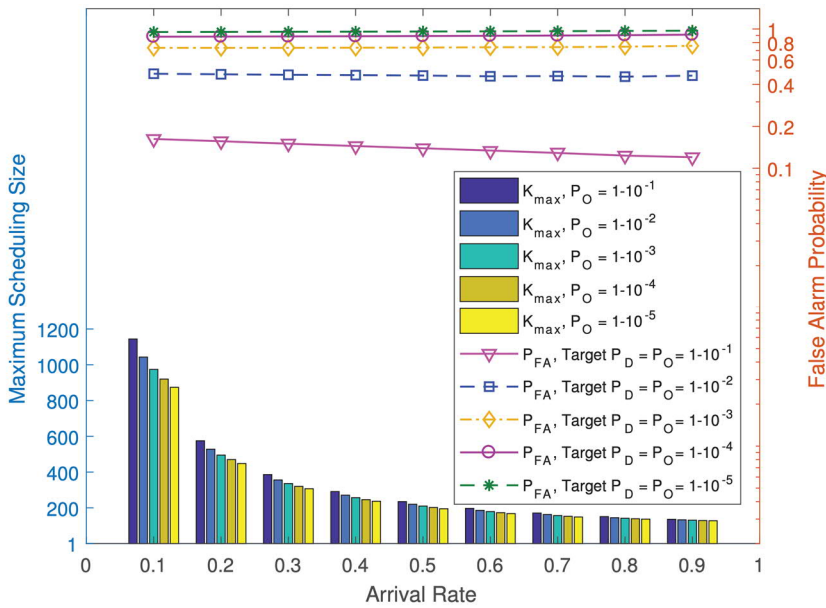 Maximum Scheduling Size
1200
1000
800
600
400
200
1
0
0.1
0.2
0.3
0.4
0.5
0.6
0.7
0.8
0.9
1
Arrival Rate
1
0.8
0.6
0.4
0.2
0.1
False Alarm Probability
K_max, P_O = 1-10^-1
K_max, P_O = 1-10^-2
K_max, P_O = 1-10^-3
K_max, P_O = 1-10^-4
K_max, P_O = 1-10^-5
P_FA, Target P_D = P_O = 1-10^-1
P_FA, Target P_D = P_O = 1-10^-2
P_FA, Target P_D = P_O = 1-10^-3
P_FA, Target P_D = P_O = 1-10^-4
P_FA, Target P_D = P_O = 1-10^-5